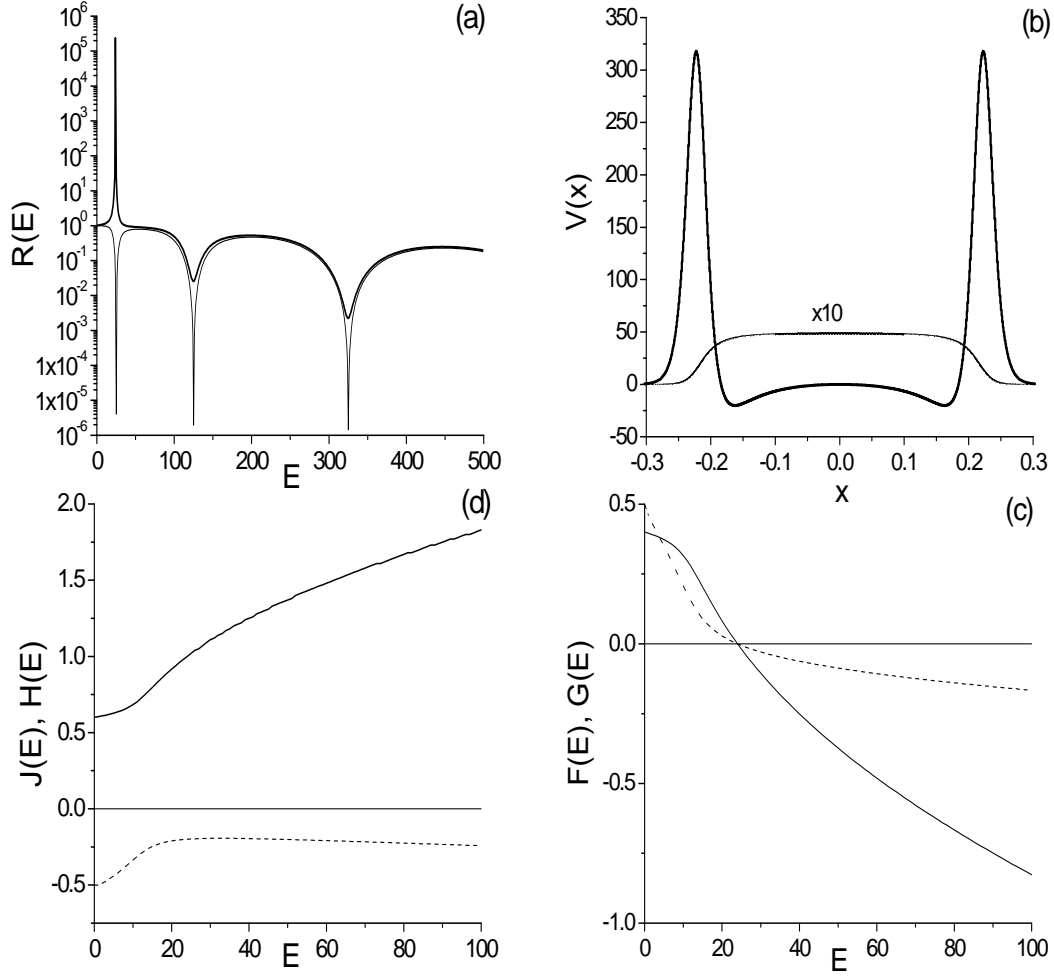 (a)
10^6
10^5
10^4
10^3
10^2
10^1
10^0
10^-1
10^-2
10^-3
1x10^-4
1x10^-5
10^-6
R(E)
0 100 200 300 400 500
E
(b)
350
300
250
200
150
100
50
0
-50
V(x)
x10
-0.3 -0.2 -0.1 0.0 0.1 0.2 0.3
x
(d)
2.0
1.5
1.0
0.5
0.0
-0.5
J(E), H(E)
0 20 40 60 80 100
E
(c)
0.5
0.0
-0.5
-1.0
F(E), G(E)
0 20 40 60 80 100
E